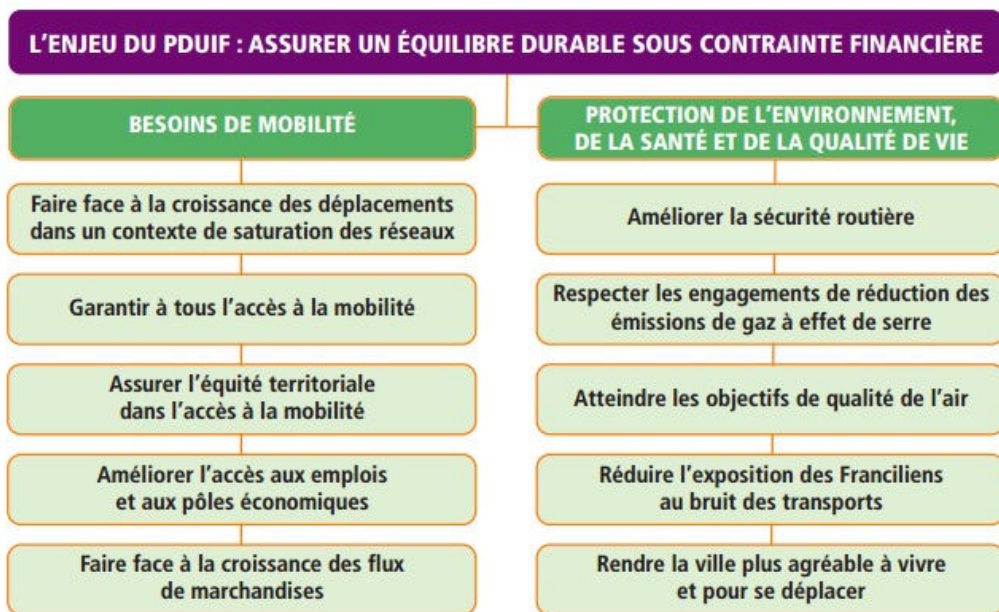 L'ENJEU DU PDUIF : ASSURER UN ÉQUILIBRE DURABLE SOUS CONTRAINTE FINANCIÈRE
BESOINS DE MOBILITÉ
Faire face à la croissance des déplacements
dans un contexte de saturation des réseaux
Garantir à tous l'accès à la mobilité
Assurer l'équité territoriale
dans l'accès à la mobilité
Améliorer l'accès aux emplois
et aux pôles économiques
Faire face à la croissance des flux
de marchandises
PROTECTION DE L'ENVIRONNEMENT,
DE LA SANTÉ ET DE LA QUALITÉ DE VIE
Améliorer la sécurité routière
Respecter les engagements de réduction des
émissions de gaz à effet de serre
Atteindre les objectifs de qualité de l'air
Réduire l'exposition des Franciliens
au bruit des transports
Rendre la ville plus agréable à vivre
et pour se déplacer